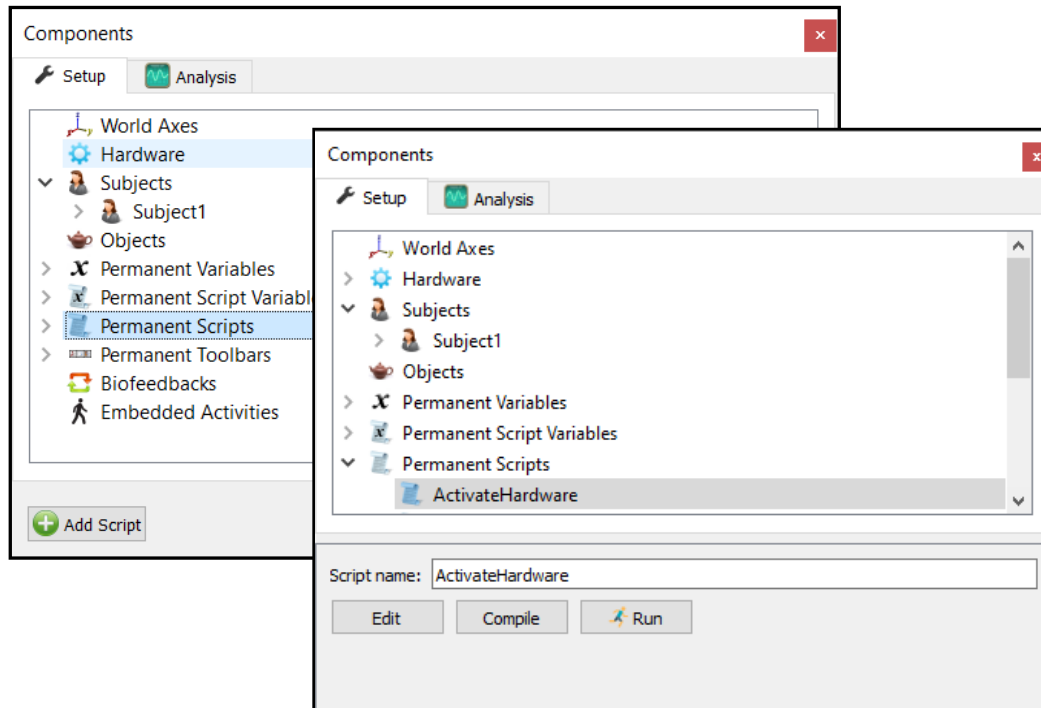 Components
Setup
Analysis
World Axes
Hardware
Subjects
Subject1
Objects
Permanent Variables
Permanent Script Variabl
Permanent Scripts
Permanent Toolbars
Biofeedbacks
Embedded Activities
Add Script
Components
Setup
Analysis
World Axes
Hardware
Subjects
Subject1
Objects
Permanent Variables
Permanent Script Variables
Permanent Scripts
ActivateHardware
Script name: ActivateHardware
Edit
Compile
Run